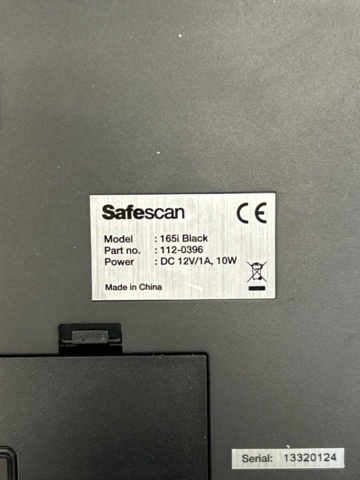 Safescan CE
Model : 165i Black
Part no. : 112-0396
Power : DC 12V/1A, 10W
Made in China
Serial: 13320124